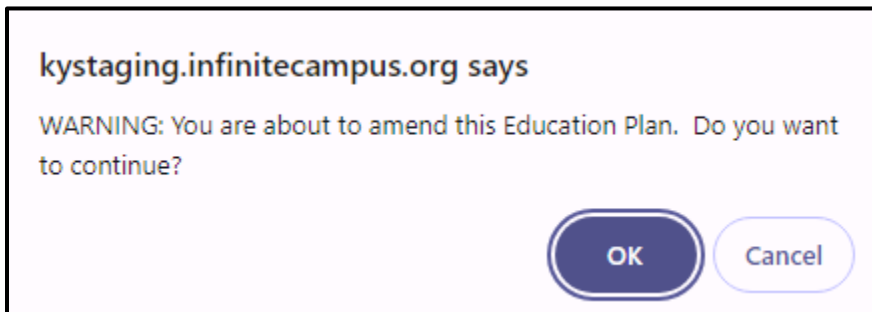 kystaging.infinitecampus.org says
WARNING: You are about to amend this Education Plan.  Do you want
to continue?
OK
Cancel